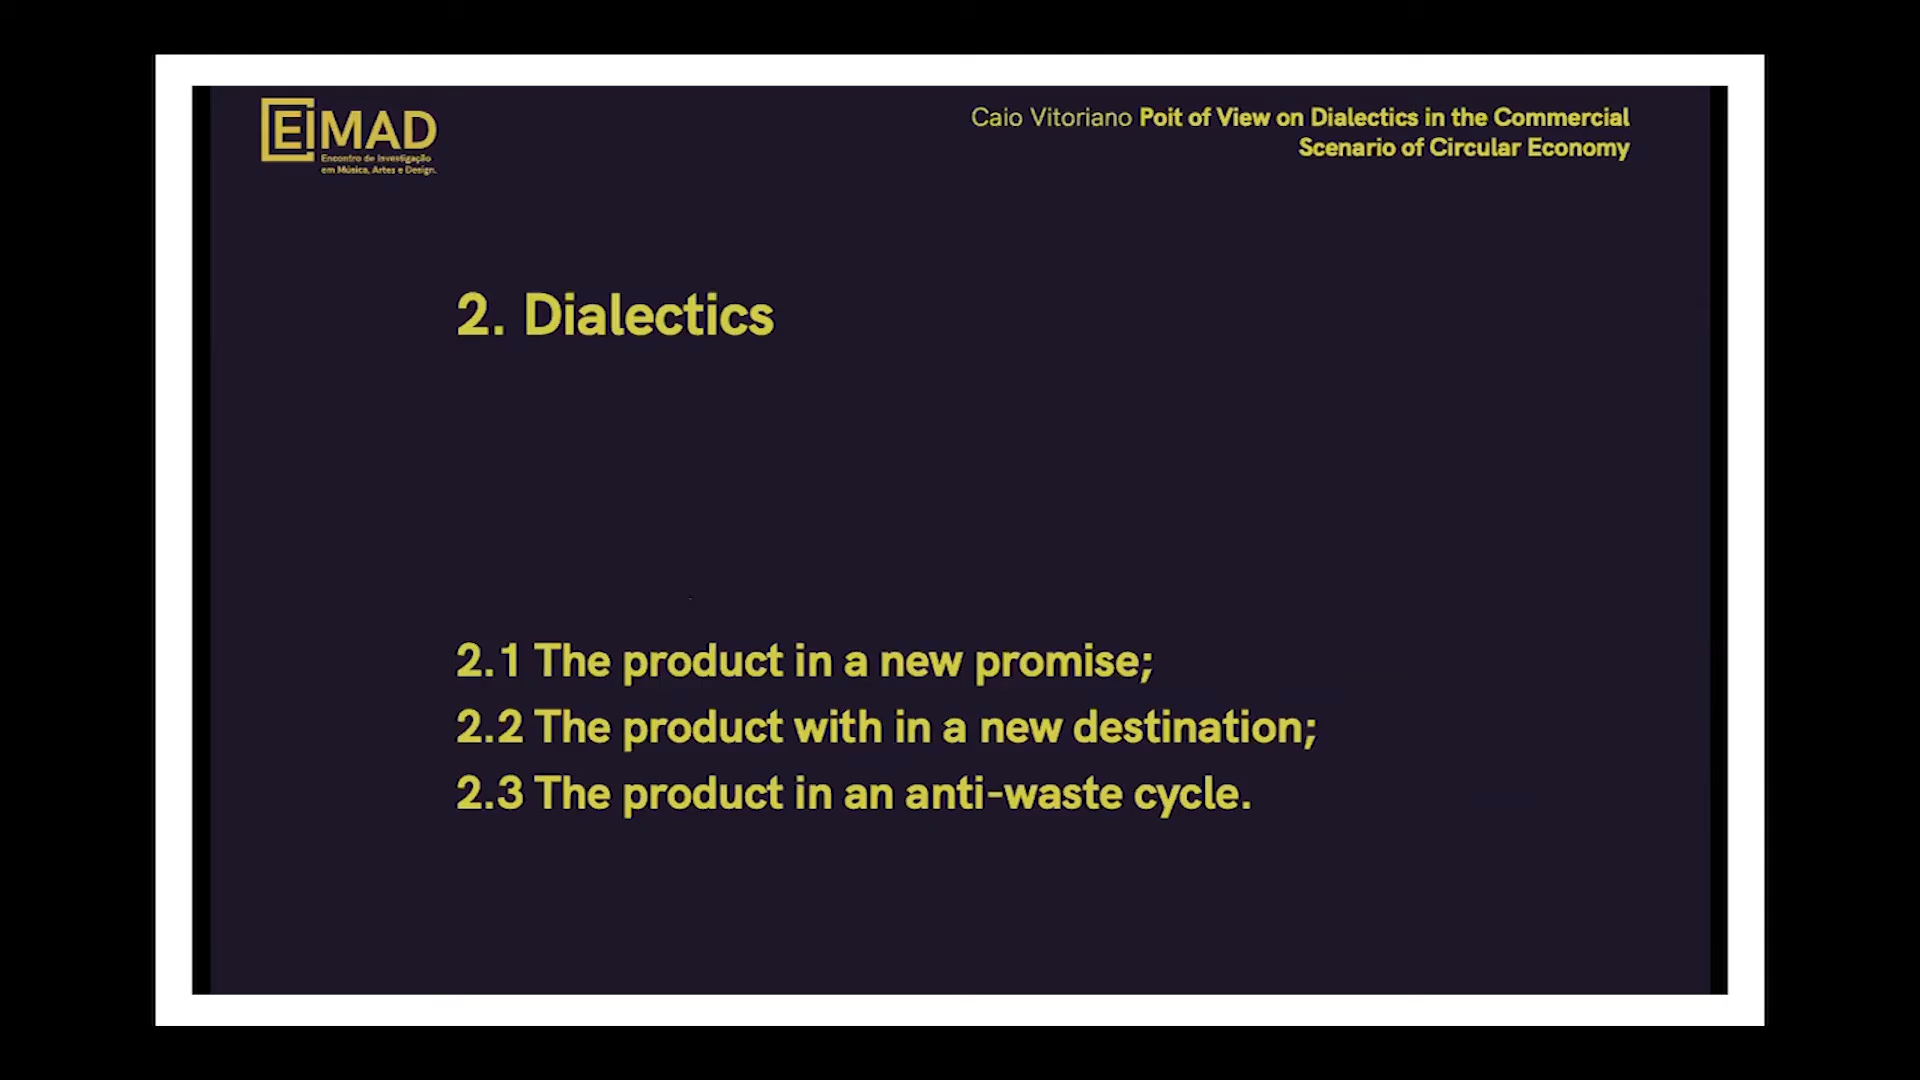 EIMAD
Encontro de Investigação
em Música, Artes e Design.
Caio Vitoriano Poit of View on Dialectics in the Commercial
Scenario of Circular Economy
2. Dialectics
2.1 The product in a new promise;
2.2 The product with in a new destination;
2.3 The product in an anti-waste cycle.